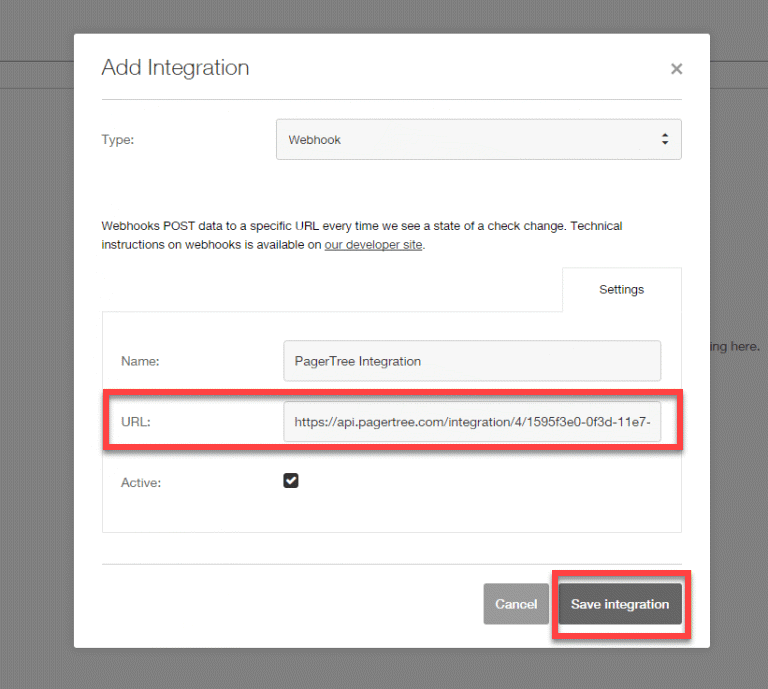 Add Integration
×
Type:
Webhook
Webhooks POST data to a specific URL every time we see a state of a check change. Technical
instructions on webhooks is available on our developer site.
Settings
ing here.
Name:
PagerTree Integration
URL:
https://api.pagertree.com/integration/4/1595f3e0-0f3d-11e7-
Active:
Cancel
Save integration